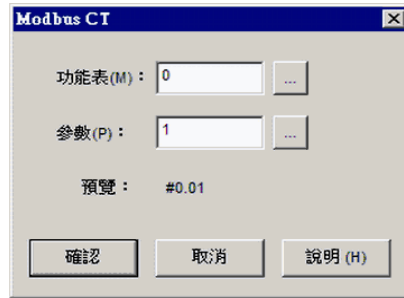 Modbus CT
功能表(M)： 0 ...
參數(P)： 1 ...
預覽： #0.01
確認 取消 說明 (H)